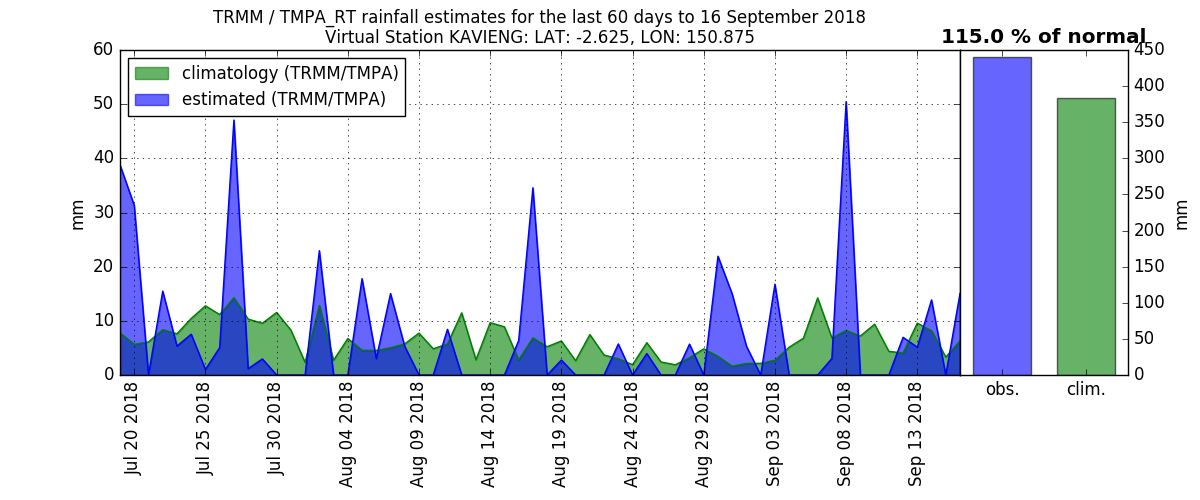 TRMM / TMPA_RT rainfall estimates for the last 60 days to 16 September 2018
Virtual Station KAVIENG: LAT: -2.625, LON: 150.875
115.0 % of normal
climatology (TRMM/TMPA)
estimated (TRMM/TMPA)
60
50
40
30
20
10
0
mm
Jul 20 2018
Jul 25 2018
Jul 30 2018
Aug 04 2018
Aug 09 2018
Aug 14 2018
Aug 19 2018
Aug 24 2018
Aug 29 2018
Sep 03 2018
Sep 08 2018
Sep 13 2018
450
400
350
300
250
200
150
100
50
0
mm
obs.
clim.